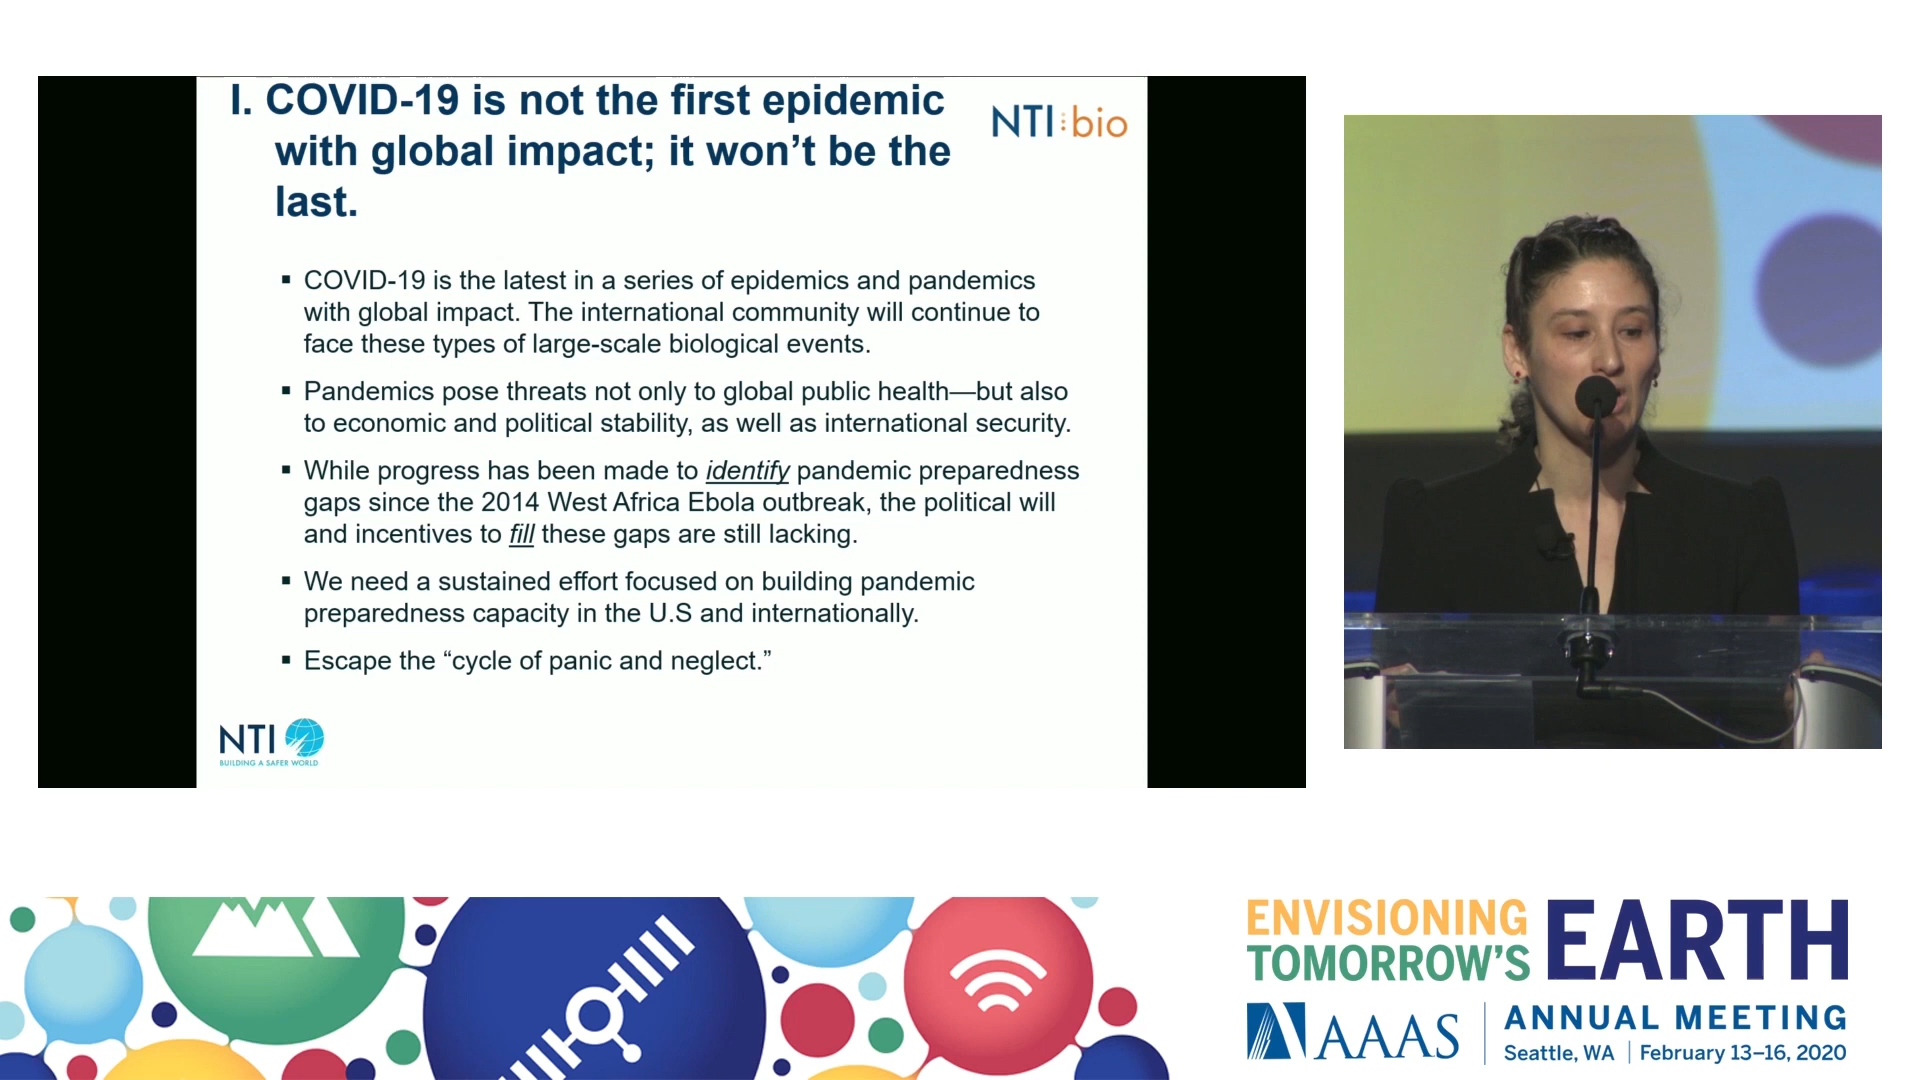 I. COVID-19 is not the first epidemic
with global impact; it won’t be the
last.
NTI:bio
▪ COVID-19 is the latest in a series of epidemics and pandemics
with global impact. The international community will continue to
face these types of large-scale biological events.
▪ Pandemics pose threats not only to global public health—but also
to economic and political stability, as well as international security.
▪ While progress has been made to identify pandemic preparedness
gaps since the 2014 West Africa Ebola outbreak, the political will
and incentives to fill these gaps are still lacking.
▪ We need a sustained effort focused on building pandemic
preparedness capacity in the U.S and internationally.
▪ Escape the “cycle of panic and neglect.”
NTI
BUILDING A SAFER WORLD
ENVISIONING
TOMORROW’S
EARTH
AAAS
ANNUAL MEETING
Seattle, WA | February 13–16, 2020